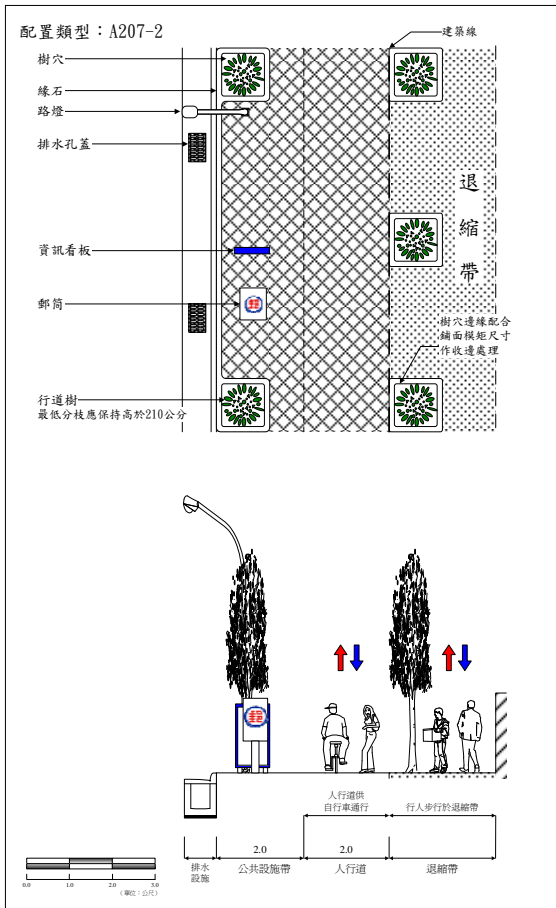 配置類型：A207-2
建築線
樹穴
緣石
路燈
排水孔蓋
退縮帶
資訊看板
郵筒
郵
樹穴邊緣配合
鋪面模矩尺寸
作收邊處理
行道樹
最低分枝應保持高於210公分
郵
人行道供
自行車通行
行人步行於退縮帶
2.0
2.0
排水
設施
公共設施帶
人行道
退縮帶
0.0
1.0
2.0
3.0
(單位：公尺)